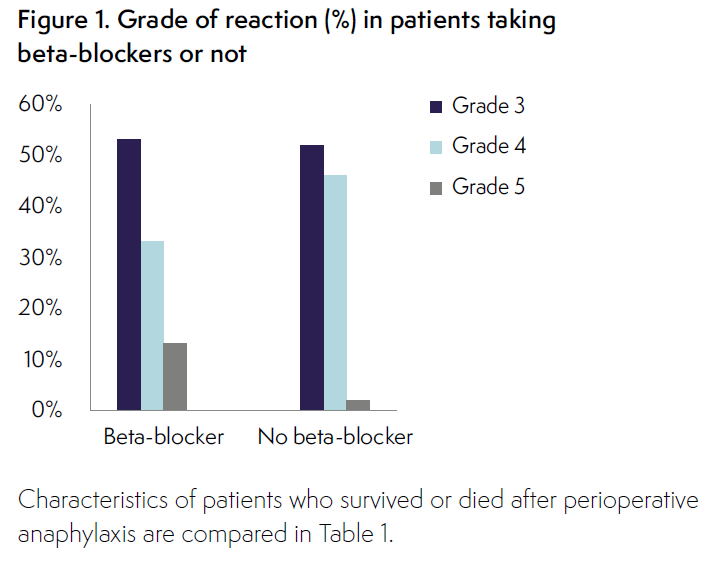 Figure 1. Grade of reaction (%) in patients taking
beta-blockers or not
60%
50%
40%
30%
20%
10%
0%
Beta-blocker
No beta-blocker
Grade 3
Grade 4
Grade 5
Characteristics of patients who survived or died after perioperative
anaphylaxis are compared in Table 1.